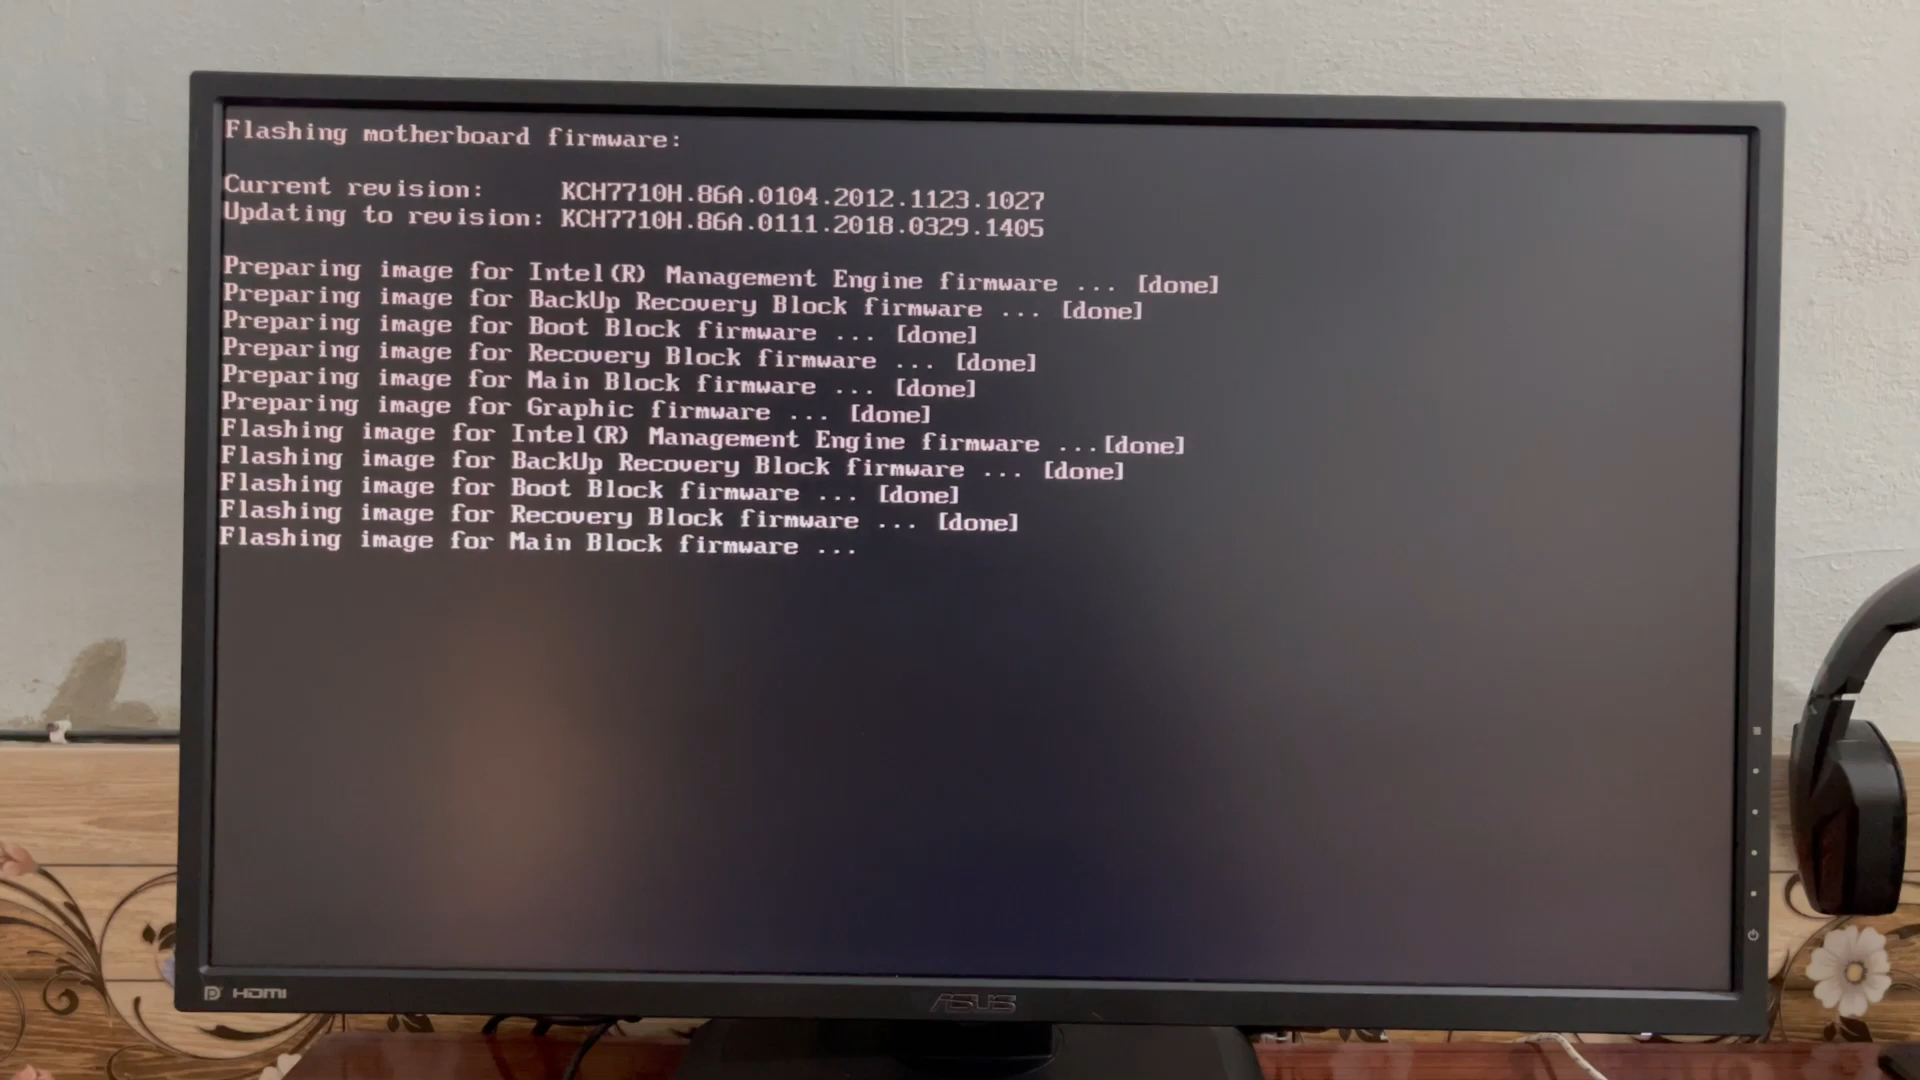 Flashing motherboard firmware:
Current revision: KCH7710H.86A.0104.2012.1123.1027
Updating to revision: KCH7710H.86A.0111.2018.0329.1405
Preparing image for Intel(R) Management Engine firmware ... [done]
Preparing image for BackUp Recovery Block firmware ... [done]
Preparing image for Boot Block firmware ... [done]
Preparing image for Recovery Block firmware ... [done]
Preparing image for Main Block firmware ... [done]
Preparing image for Graphic firmware ... [done]
Flashing image for Intel(R) Management Engine firmware ...[done]
Flashing image for BackUp Recovery Block firmware ... [done]
Flashing image for Boot Block firmware ... [done]
Flashing image for Recovery Block firmware ... [done]
Flashing image for Main Block firmware ...
HDMI
ASUS